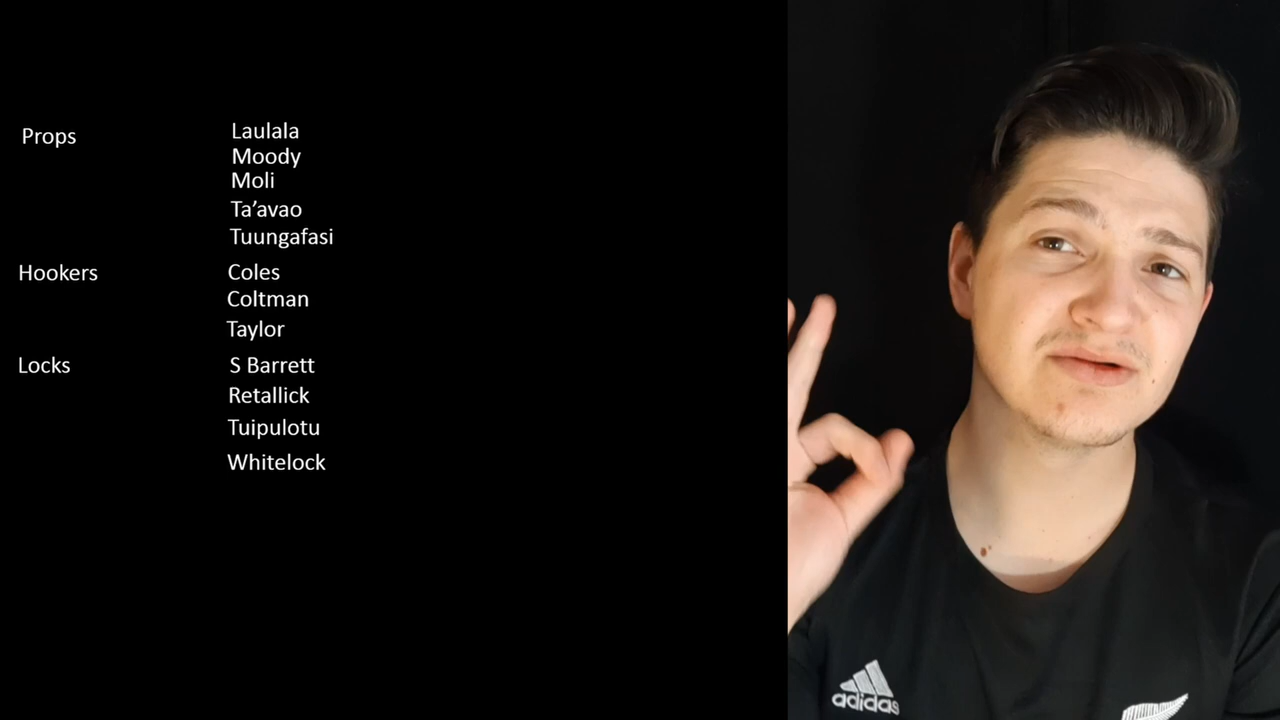 Props Laulala
Moody
Moli
Ta’avao
Tuungafasi
Hookers Coles
Coltman
Taylor
Locks S Barrett
Retallick
Tuipulotu
Whitelock
adidas